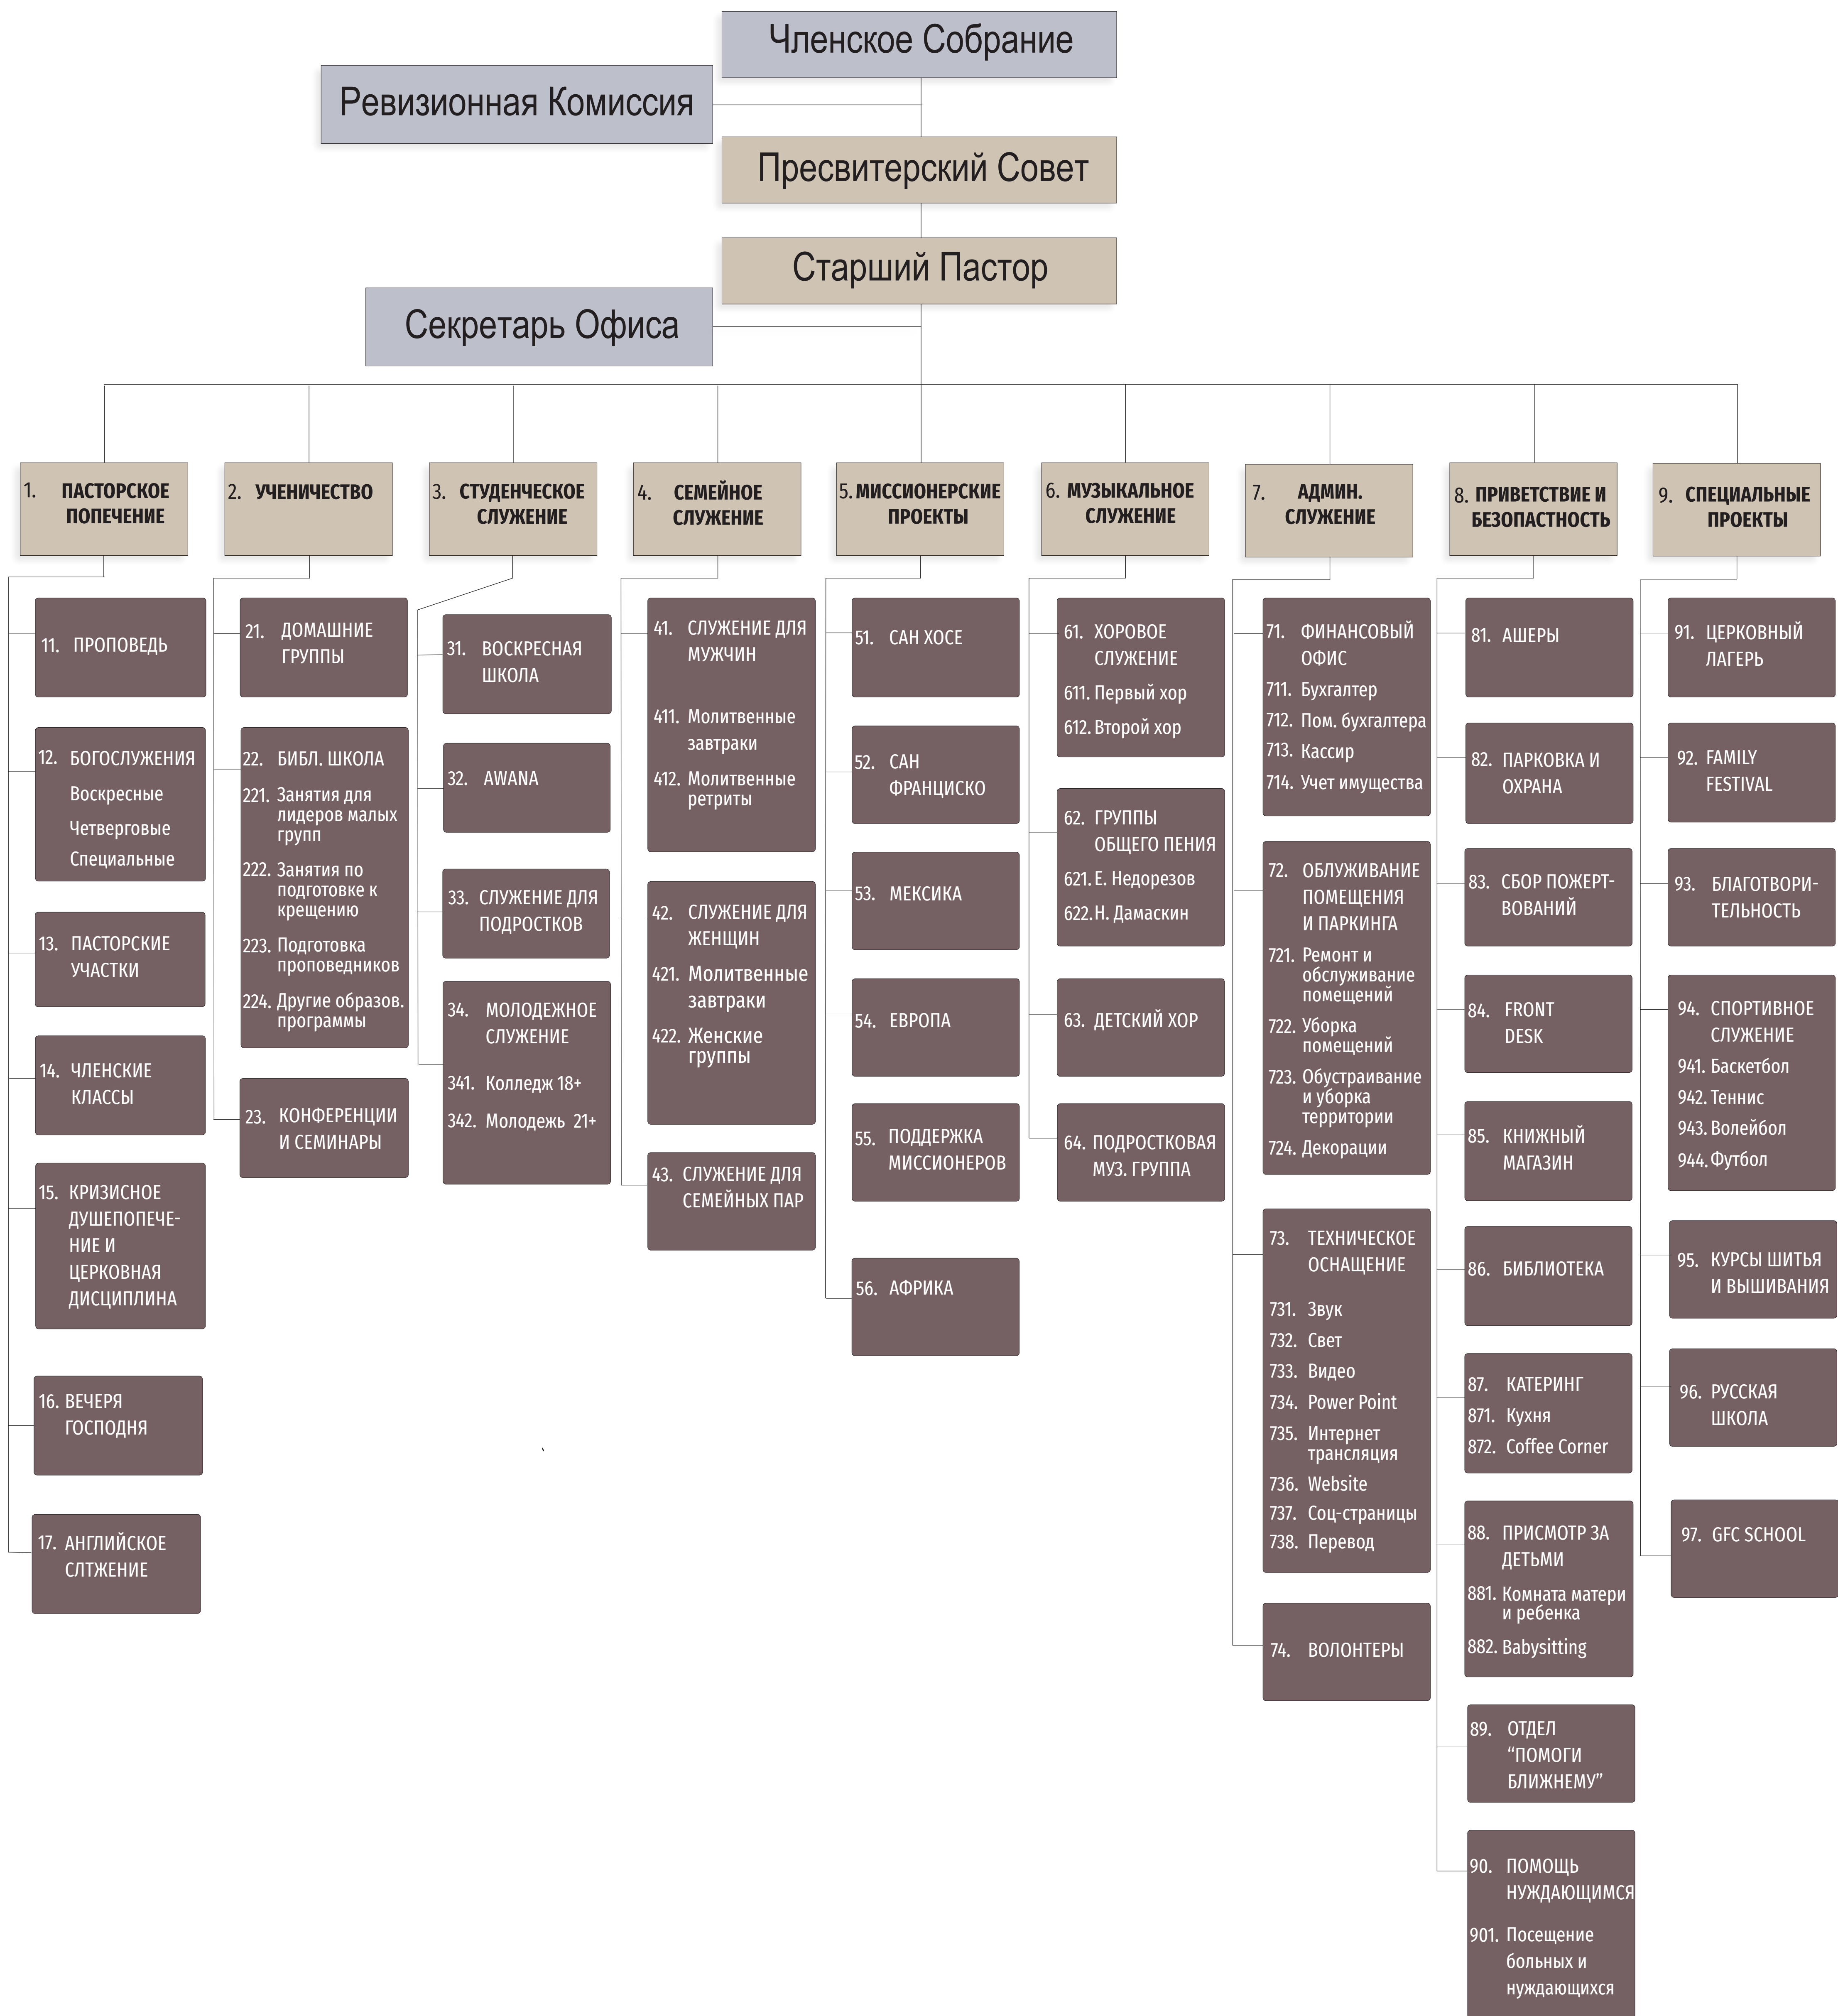 Членское Собрание
Ревизионная Комиссия
Пресвитерский Совет
Старший Пастор
Секретарь Офиса
1. ПАСТОРСКОЕ
ПОПЕЧЕНИЕ
11. ПРОПОВЕДЬ
12. БОГОСЛУЖЕНИЯ
Воскресные
Четверговые
Специальные
13. ПАСТОРСКИЕ
УЧАСТКИ
14. ЧЛЕНСКИЕ
КЛАССЫ
15. КРИЗИСНОЕ
ДУШЕПОПЕЧЕ-
НИЕ И
ЦЕРКОВНАЯ
ДИСЦИПЛИНА
16. ВЕЧЕРЯ
ГОСПОДНЯ
17. АНГЛИЙСКОЕ
СЛТЖЕНИЕ
2. УЧЕНИЧЕСТВО
21. ДОМАШНИЕ
ГРУППЫ
22. БИБЛ. ШКОЛА
221. Занятия для
лидеров малых
групп
222. Занятия по
подготовке к
крещению
223. Подготовка
проповедников
224. Другие образов.
программы
23. КОНФЕРЕНЦИИ
И СЕМИНАРЫ
3. СТУДЕНЧЕСКОЕ
СЛУЖЕНИЕ
31. ВОСКРЕСНАЯ
ШКОЛА
32. AWANA
33. СЛУЖЕНИЕ ДЛЯ
ПОДРОСТКОВ
34. МОЛОДЕЖНОЕ
СЛУЖЕНИЕ
341. Колледж 18+
342. Молодежь 21+
4. СЕМЕЙНОЕ
СЛУЖЕНИЕ
41. СЛУЖЕНИЕ ДЛЯ
МУЖЧИН
411. Молитвенные
завтраки
412. Молитвенные
ретриты
42. СЛУЖЕНИЕ ДЛЯ
ЖЕНЩИН
421. Молитвенные
завтраки
422. Женские
группы
43. СЛУЖЕНИЕ ДЛЯ
СЕМЕЙНЫХ ПАР
5. МИССИОНЕРСКИЕ
ПРОЕКТЫ
51. САН ХОСЕ
52. САН
ФРАНЦИСКО
53. МЕКСИКА
54. ЕВРОПА
55. ПОДДЕРЖКА
МИССИОНЕРОВ
56. АФРИКА
6. МУЗЫКАЛЬНОЕ
СЛУЖЕНИЕ
61. ХОРОВОЕ
СЛУЖЕНИЕ
611. Первый хор
612. Второй хор
62. ГРУППЫ
ОБЩЕГО ПЕНИЯ
621. Е. Недорезов
622. Н. Дамаскин
63. ДЕТСКИЙ ХОР
64. ПОДРОСТКОВАЯ
МУЗ. ГРУППА
7. АДМИН.
СЛУЖЕНИЕ
71. ФИНАНСОВЫЙ
ОФИС
711. Бухгалтер
712. Пом. бухгалтера
713. Кассир
714. Учет имущества
72. ОБЛУЖИВАНИЕ
ПОМЕЩЕНИЯ
И ПАРКИНГА
721. Ремонт и
обслуживание
помещений
722. Уборка
помещений
723. Обустраивание
и уборка
территории
724. Декорации
73. ТЕХНИЧЕСКОЕ
ОСНАЩЕНИЕ
731. Звук
732. Свет
733. Видео
734. Power Point
735. Интернет
трансляция
736. Website
737. Соц-страницы
738. Перевод
74. ВОЛОНТЕРЫ
8. ПРИВЕТСТВИЕ И
БЕЗОПАСТНОСТЬ
81. АШЕРЫ
82. ПАРКОВКА И
ОХРАНА
83. СБОР ПОЖЕРТ-
ВОВАНИЙ
84. FRONT
DESK
85. КНИЖНЫЙ
МАГАЗИН
86. БИБЛИОТЕКА
87. КАТЕРИНГ
871. Кухня
872. Coffee Corner
88. ПРИСМОТР ЗА
ДЕТЬМИ
881. Комната матери
и ребенка
882. Babysitting
89. ОТДЕЛ
“ПОМОГИ
БЛИЖНЕМУ”
90. ПОМОЩЬ
НУЖДАЮЩИМСЯ
901. Посещение
больных и
нуждающихся
9. СПЕЦИАЛЬНЫЕ
ПРОЕКТЫ
91. ЦЕРКОВНЫЙ
ЛАГЕРЬ
92. FAMILY
FESTIVAL
93. БЛАГОТВОРИ-
ТЕЛЬНОСТЬ
94. СПОРТИВНОЕ
СЛУЖЕНИЕ
941. Баскетбол
942. Теннис
943. Волейбол
944. Футбол
95. КУРСЫ ШИТЬЯ
И ВЫШИВАНИЯ
96. РУССКАЯ
ШКОЛА
97. GFC SCHOOL